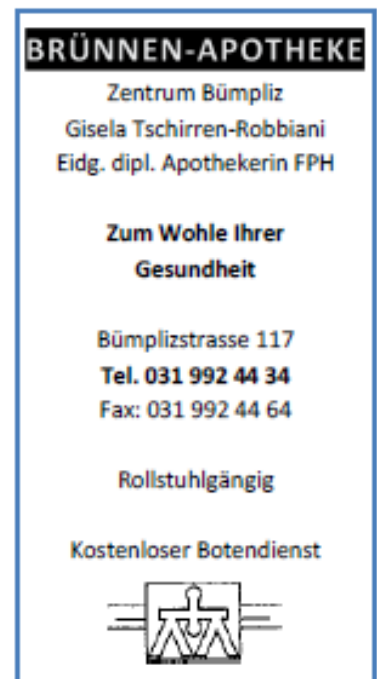 BRÜNNEN-APOTHEKE
Zentrum Bümpliz
Gisela Tschirren-Robbiani
Eidg. dipl. Apothekerin FPH
Zum Wohle Ihrer
Gesundheit
Bümplizstrasse 117
Tel. 031 992 44 34
Fax: 031 992 44 64
Rollstuhlgängig
Kostenloser Botendienst